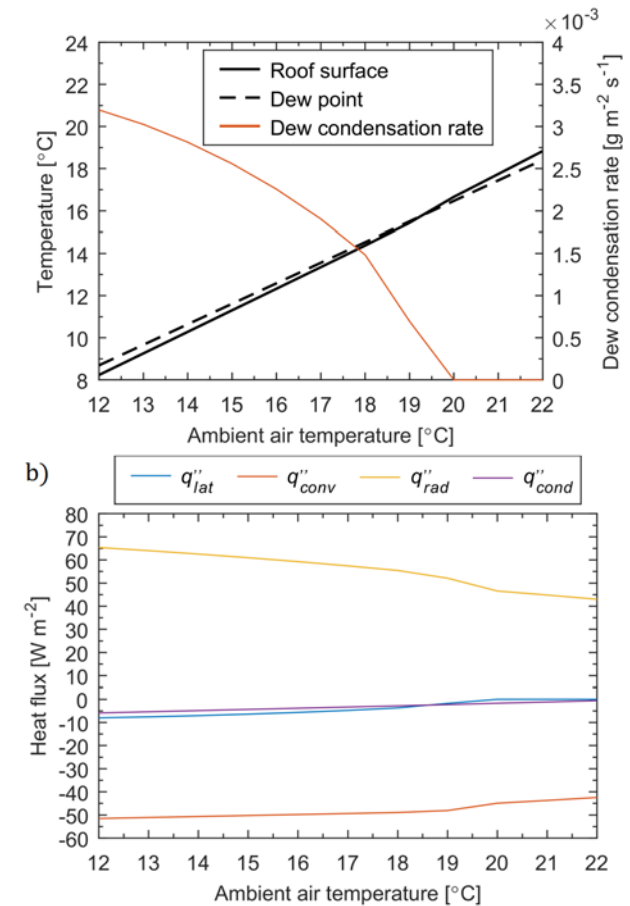 ×10⁻³
24
22
20
18
16
14
12
10
8
Temperature [°C]
Roof surface
Dew point
Dew condensation rate
4
3.5
3
2.5
2
1.5
1
0.5
0
Dew condensation rate [g m⁻² s⁻¹]
12 13 14 15 16 17 18 19 20 21 22
Ambient air temperature [°C]
b)
q''lat q''conv q''rad q''cond
80
70
60
50
40
30
20
10
0
-10
-20
-30
-40
-50
-60
Heat flux [W m⁻²]
12 13 14 15 16 17 18 19 20 21 22
Ambient air temperature [°C]